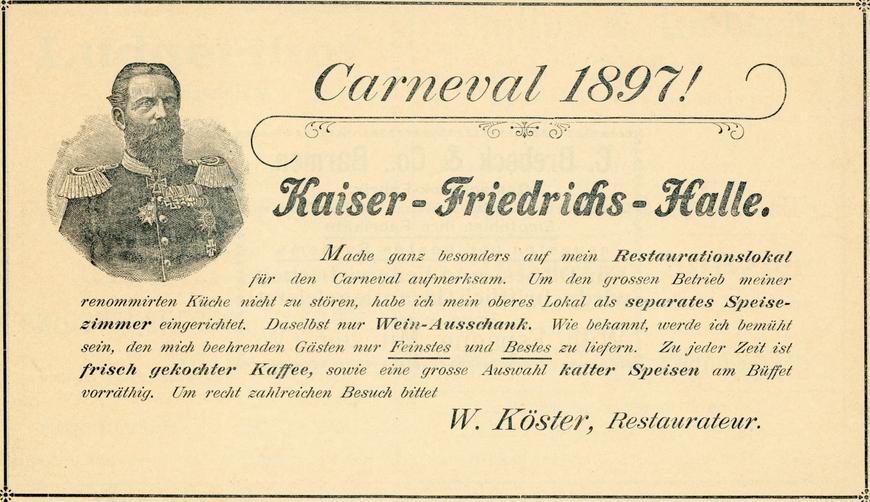 Carneval 1897!
Kaiser-Friedrichs-Halle.
Mache ganz besonders auf mein Restaurationslokal
für den Carneval aufmerksam. Um den grossen Betrieb meiner
renommirten Küche nicht zu stören, habe ich mein oberes Lokal als separates Speise-
zimmer eingerichtet. Daselbst nur Wein-Ausschank. Wie bekannt, werde ich bemüht
sein, den mich beehrenden Gästen nur Feinstes und Bestes zu liefern. Zu jeder Zeit ist
frisch gekochter Kaffee, sowie eine grosse Auswahl kalter Speisen am Büffet
vorräthig. Um recht zahlreichen Besuch bittet
W. Köster, Restaurateur.